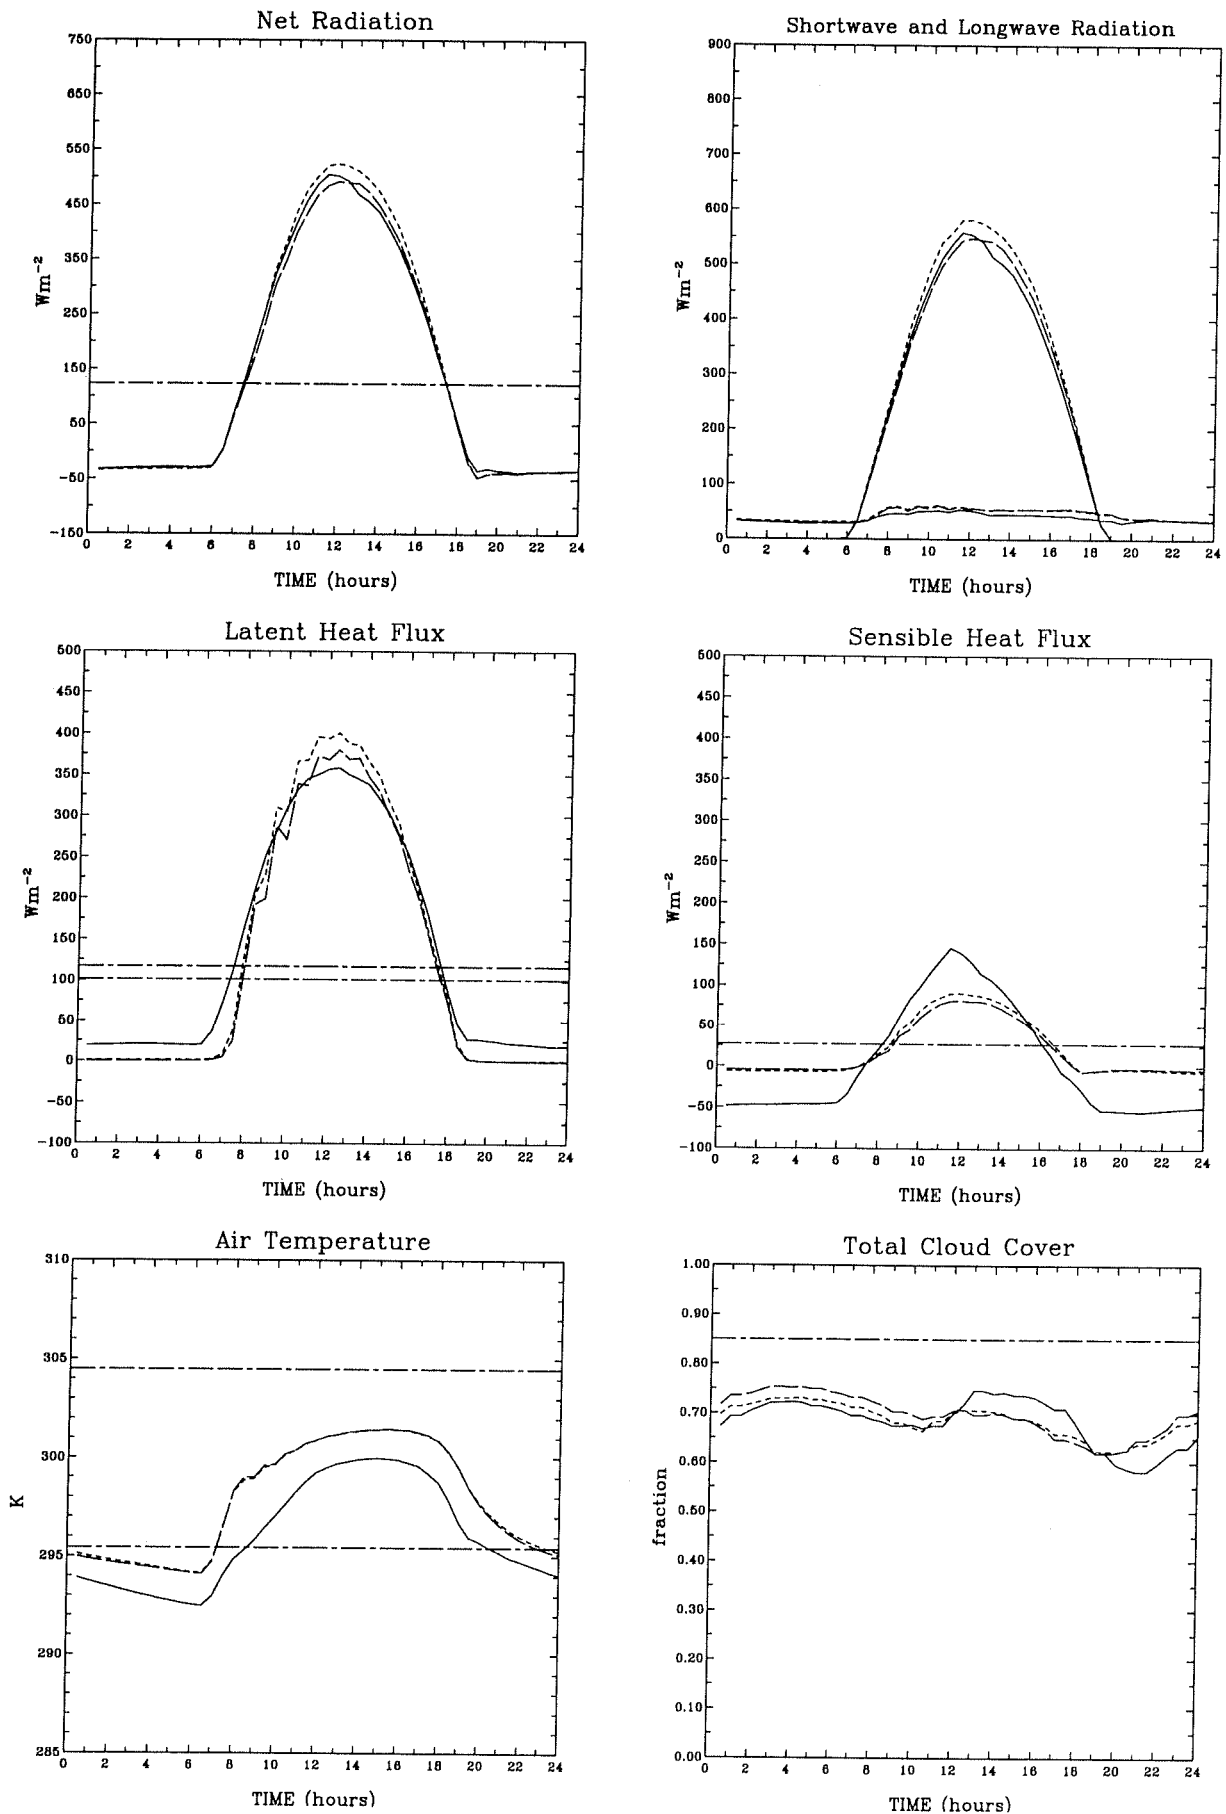 Net Radiation
750
650
550
450
350
250
150
50
−50
−150
Wm−2
0 2 4 6 8 10 12 14 16 18 20 22 24
TIME (hours)
Shortwave and Longwave Radiation
900
800
700
600
500
400
300
200
100
0
Wm−2
0 2 4 6 8 10 12 14 16 18 20 22 24
TIME (hours)
Latent Heat Flux
500
450
400
350
300
250
200
150
100
50
0
−50
−100
Wm−2
0 2 4 6 8 10 12 14 16 18 20 22 24
TIME (hours)
Sensible Heat Flux
500
450
400
350
300
250
200
150
100
50
0
−50
−100
Wm−2
0 2 4 6 8 10 12 14 16 18 20 22 24
TIME (hours)
Air Temperature
310
305
300
295
290
285
K
0 2 4 6 8 10 12 14 16 18 20 22 24
TIME (hours)
Total Cloud Cover
1.00
0.90
0.80
0.70
0.60
0.50
0.40
0.30
0.20
0.10
0.00
fraction
0 2 4 6 8 10 12 14 16 18 20 22 24
TIME (hours)